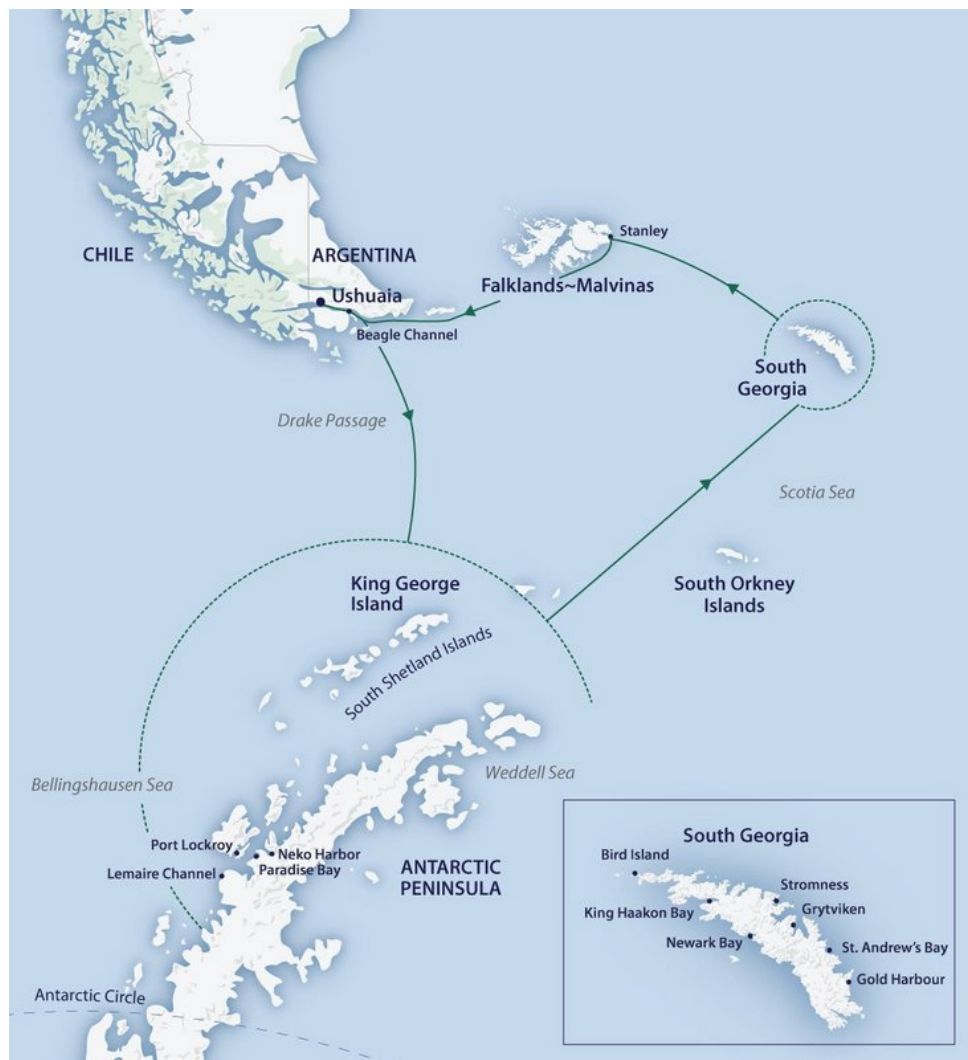 Stanley
CHILE
ARGENTINA
Falklands~Malvinas
Ushuaia
Beagle Channel
South
Georgia
Drake Passage
Scotia Sea
King George
Island
South Orkney
Islands
South Shetland Islands
Bellingshausen Sea
Weddell Sea
Port Lockroy
Neko Harbor
Paradise Bay
Lemaire Channel
ANTARCTIC
PENINSULA
Antarctic Circle
South Georgia
Bird Island
Stromness
King Haakon Bay
Grytviken
Newark Bay
St. Andrew's Bay
Gold Harbour